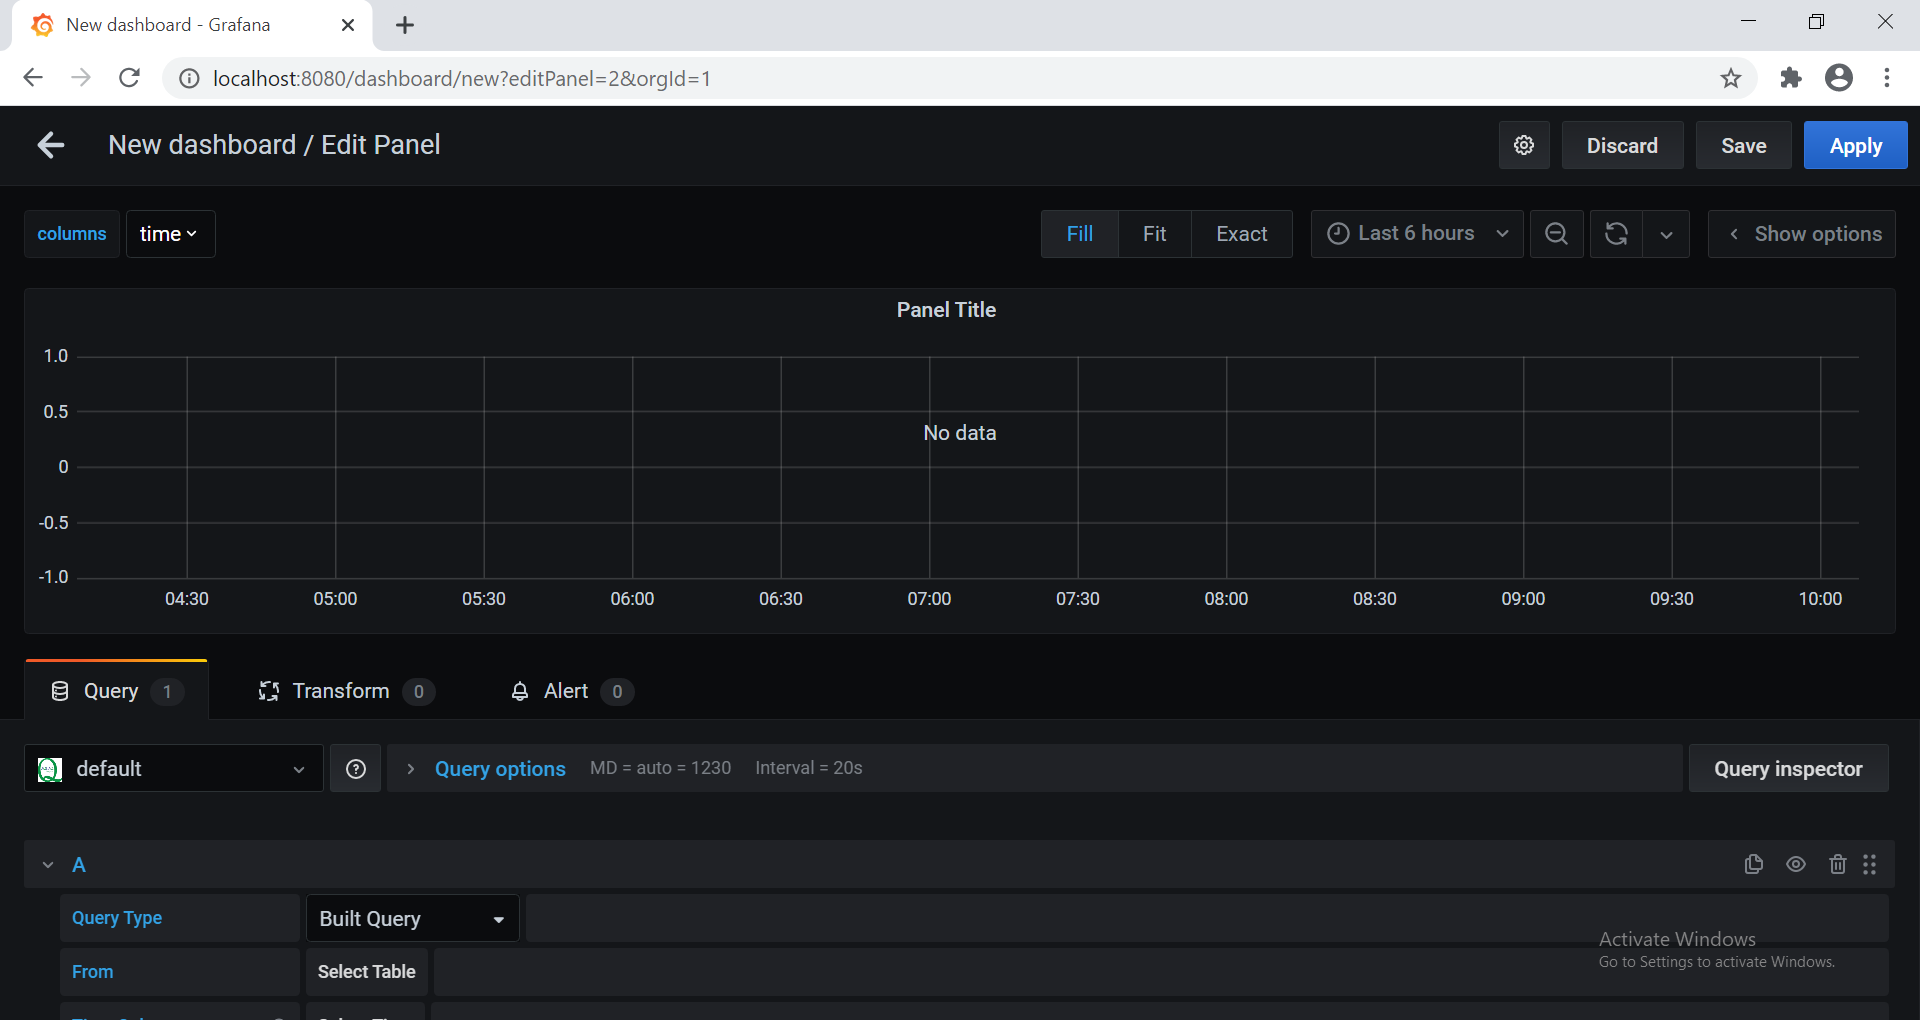 New dashboard - Grafana
localhost:8080/dashboard/new?editPanel=2&orgId=1
New dashboard / Edit Panel
Discard
Save
Apply
columns
time
Fill
Fit
Exact
Last 6 hours
Show options
Panel Title
1.0
0.5
No data
0
-0.5
-1.0
04:30 05:00 05:30 06:00 06:30 07:00 07:30 08:00 08:30 09:00 09:30 10:00
Query 1
Transform 0
Alert 0
default
Query options MD = auto = 1230 Interval = 20s
Query inspector
A
Query Type
Built Query
From
Select Table
Activate Windows
Go to Settings to activate Windows.